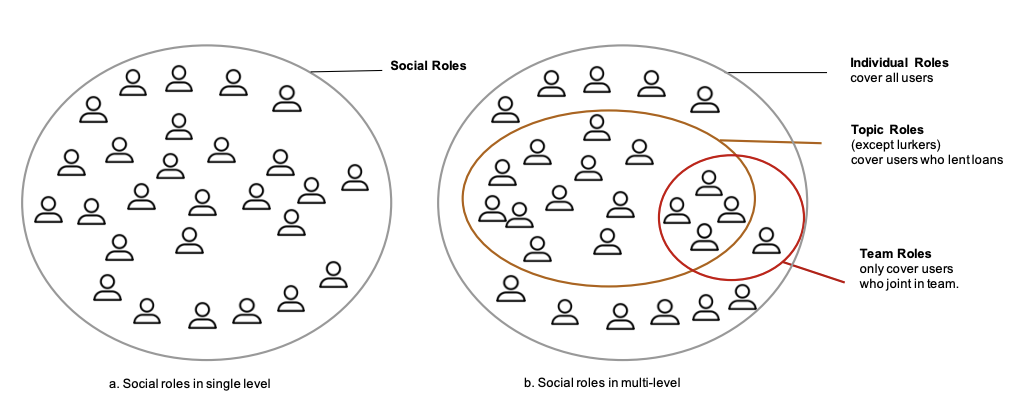 Social Roles
Individual Roles
cover all users
Topic Roles
(except lurkers)
cover users who lent loans
Team Roles
only cover users
who joint in team.
a. Social roles in single level
b. Social roles in multi-level